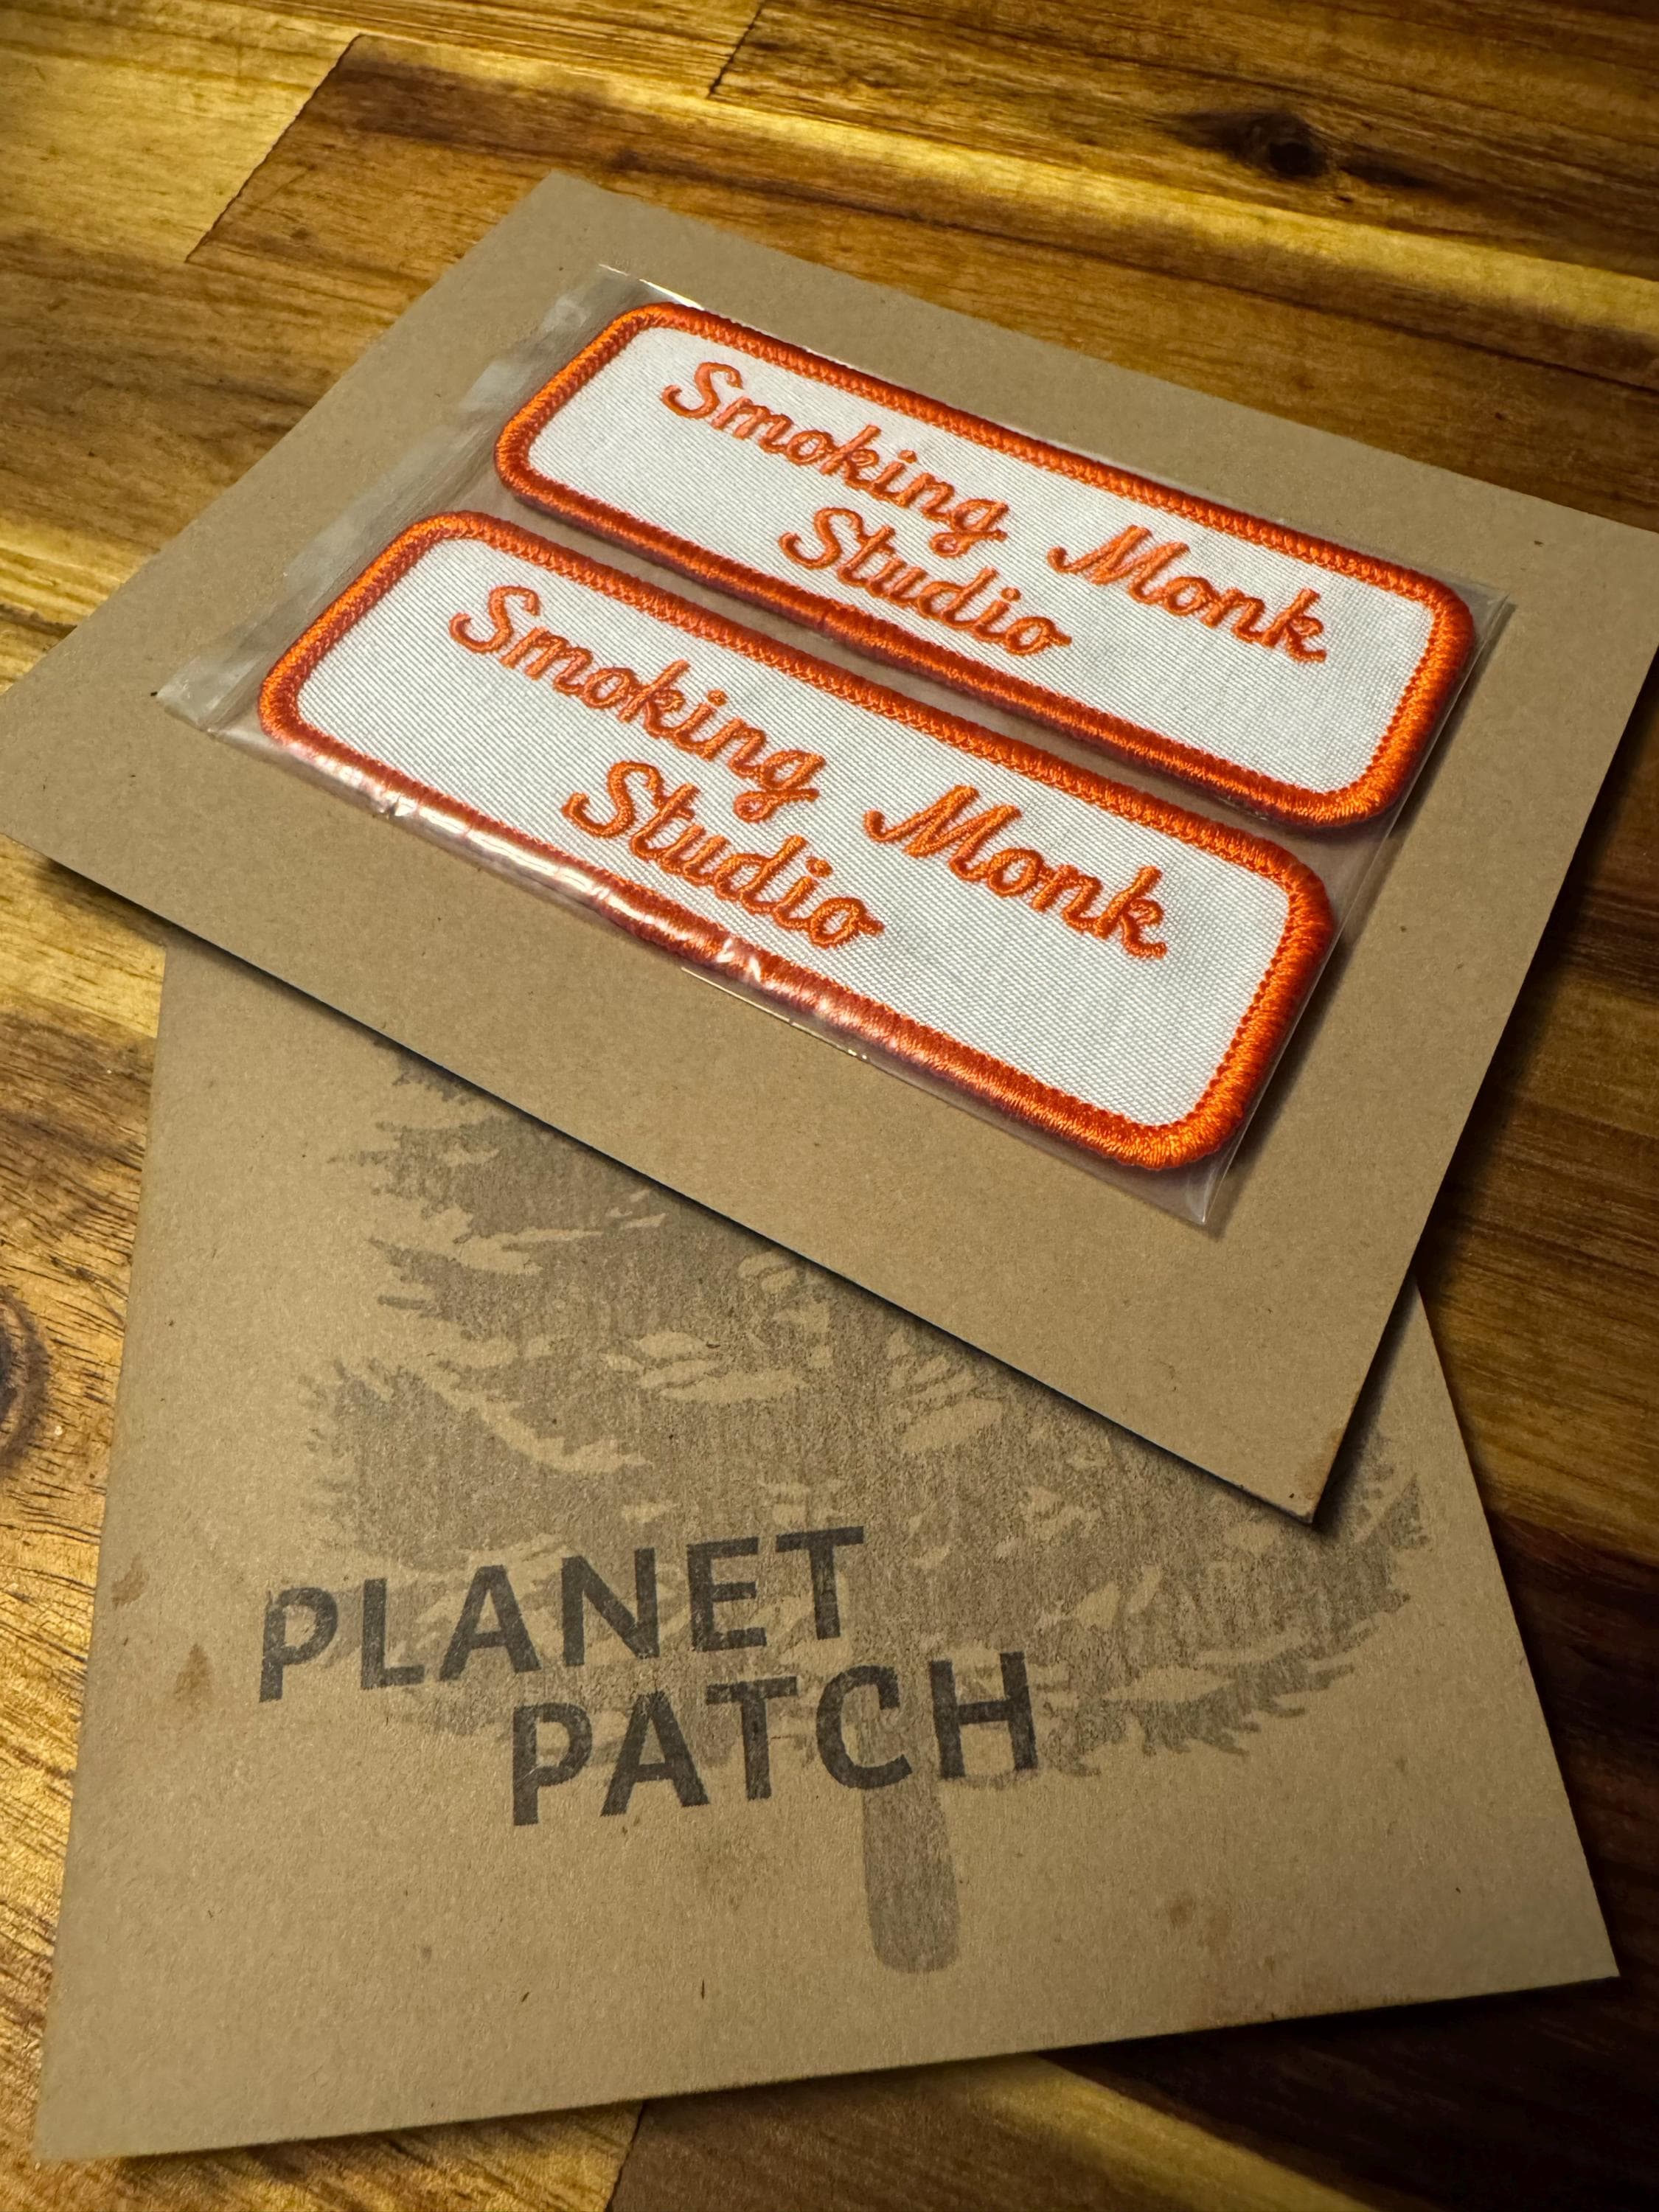 Smoking Monk
Studio
Smoking Monk
Studio
PLANET
PATCH